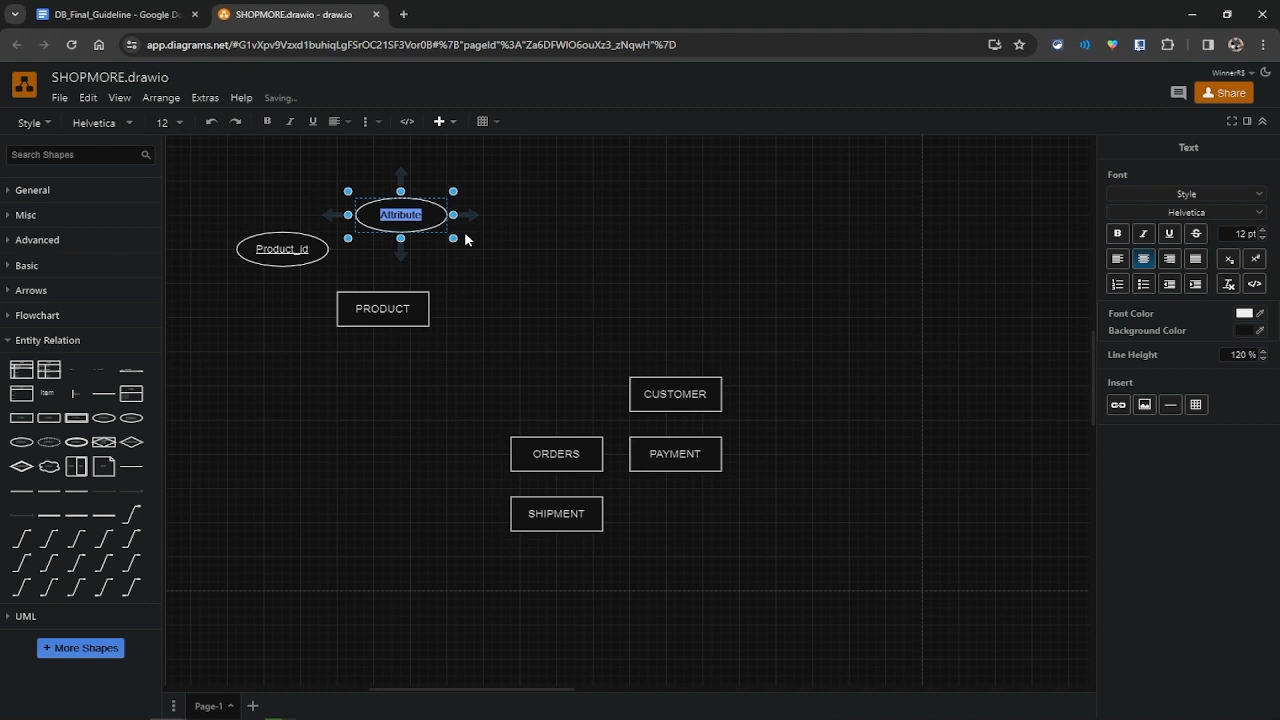 DB_Final_Guideline - Google Do
SHOPMORE.drawio - draw.io
app.diagrams.net/#G1vXpv9Vzxd1buhiqLgFSrOC21SF3Vor0B#%7B"pageId"%3A"Za6DFWIO6ouXz3_zNqwH"%7D
SHOPMORE.drawio
WinnerRS
File Edit View Arrange Extras Help Saving...
Share
Style Helvetica 12 B I U
Search Shapes
General
Misc
Advanced
Basic
Arrows
Flowchart
Entity Relation
Item
UML
+ More Shapes
Attribute
Product_id
PRODUCT
CUSTOMER
ORDERS
PAYMENT
SHIPMENT
Text
Font
Style
Helvetica
B I U S 12 pt
Font Color
Background Color
Line Height 120 %
Insert
Page-1